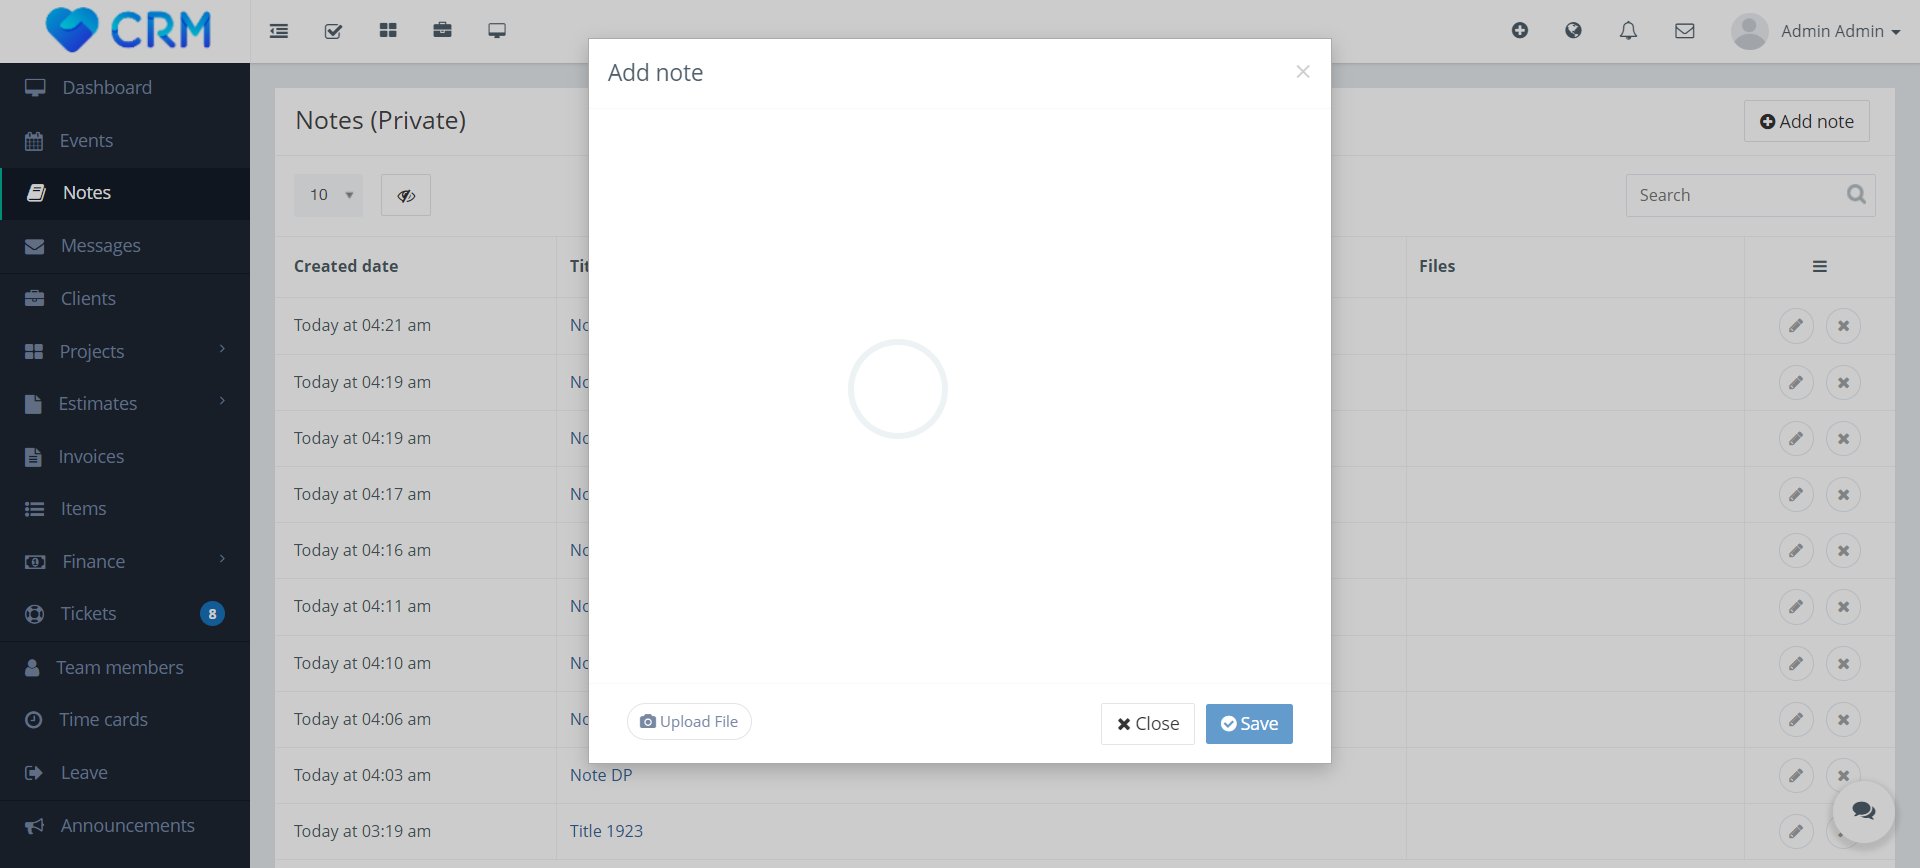 CRM
Admin Admin
Dashboard
Events
Notes
Messages
Clients
Projects
Estimates
Invoices
Items
Finance
Tickets 8
Team members
Time cards
Leave
Announcements
Notes (Private)
Add note
10
Search
Created date Tit Files
Today at 04:21 am No
Today at 04:19 am No
Today at 04:19 am No
Today at 04:17 am No
Today at 04:16 am No
Today at 04:11 am No
Today at 04:10 am No
Today at 04:06 am No
Today at 04:03 am Note DP
Today at 03:19 am Title 1923
Add note
Upload File
Close
Save